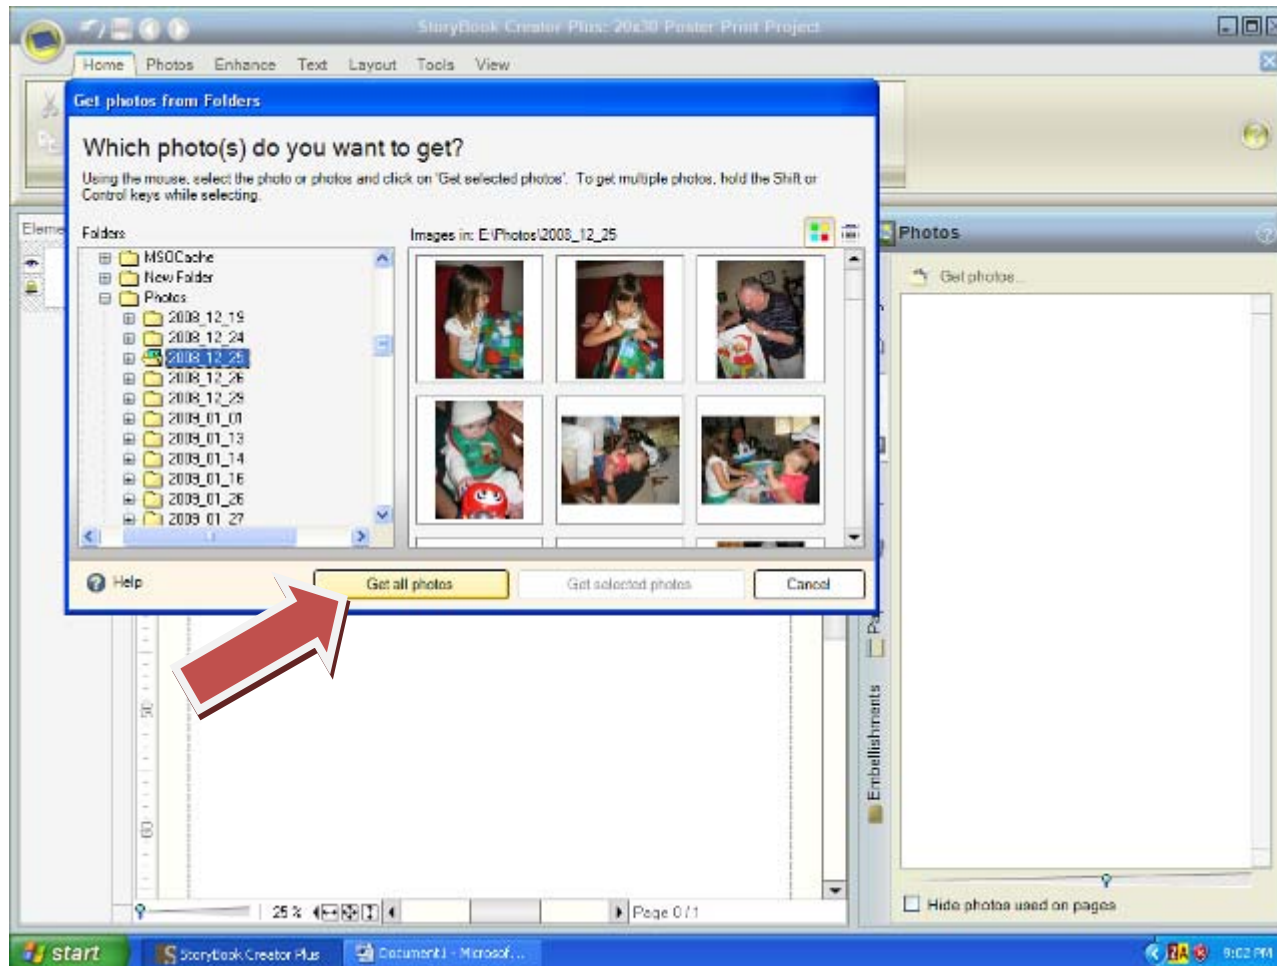 StoryBook Creator Plus: 20x30 Poster Print Project
Home Photos Enhance Text Layout Tools View
Get photos from Folders
Which photo(s) do you want to get?
Using the mouse, select the photo or photos and click on 'Get selected photos'. To get multiple photos, hold the Shift or
Control keys while selecting.
Eleme
Folders
Images in: E:\Photos\2008_12_25
MSOCache
New Folder
Photos
2008_12_19
2008_12_24
2008_12_25
2008_12_26
2008_12_29
2009_01_01
2009_01_13
2009_01_14
2009_01_16
2009_01_26
2009_01_27
Help
Get all photos
Get selected photos
Cancel
Photos
Get photos...
Pa
Embellishments
50
60
25 %
Page 0 / 1
Hide photos used on pages
start
StoryBook Creator Plus
Document1 - Microsof...
9:02 PM